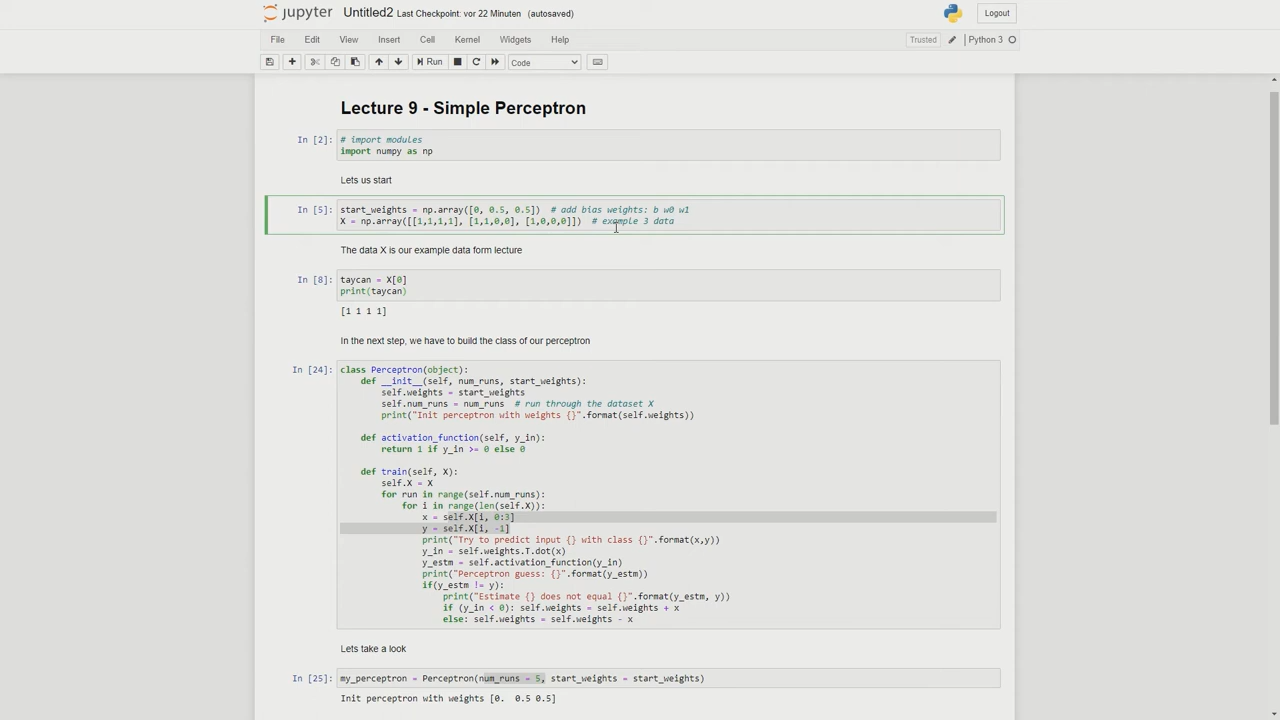 jupyter Untitled2 Last Checkpoint: vor 22 Minuten (autosaved)
Logout
File Edit View Insert Cell Kernel Widgets Help
Trusted Python 3
Run Code
Lecture 9 - Simple Perceptron
In [2]: # import modules
import numpy as np
Lets us start
In [5]: start_weights = np.array([0, 0.5, 0.5])  # add bias weights: b w0 w1
X = np.array([[1,1,1,1], [1,1,0,0], [1,0,0,0]])  # example 3 data
The data X is our example data form lecture
In [8]: taycan = X[0]
print(taycan)
[1 1 1 1]
In the next step, we have to build the class of our perceptron
In [24]: class Perceptron(object):
def __init__(self, num_runs, start_weights):
self.weights = start_weights
self.num_runs = num_runs  # run through the dataset X
print("Init perceptron with weights {}".format(self.weights))
def activation_function(self, y_in):
return 1 if y_in >= 0 else 0
def train(self, X):
self.X = X
for run in range(self.num_runs):
for i in range(len(self.X)):
x = self.X[i, 0:3]
y = self.X[i, -1]
print("Try to predict input {} with class {}".format(x,y))
y_in = self.weights.T.dot(x)
y_estm = self.activation_function(y_in)
print("Perceptron guess: {}".format(y_estm))
if(y_estm != y):
print("Estimate {} does not equal {}".format(y_estm, y))
if (y_in < 0): self.weights = self.weights + x
else: self.weights = self.weights - x
Lets take a look
In [25]: my_perceptron = Perceptron(num_runs = 5, start_weights = start_weights)
Init perceptron with weights [0.  0.5 0.5]